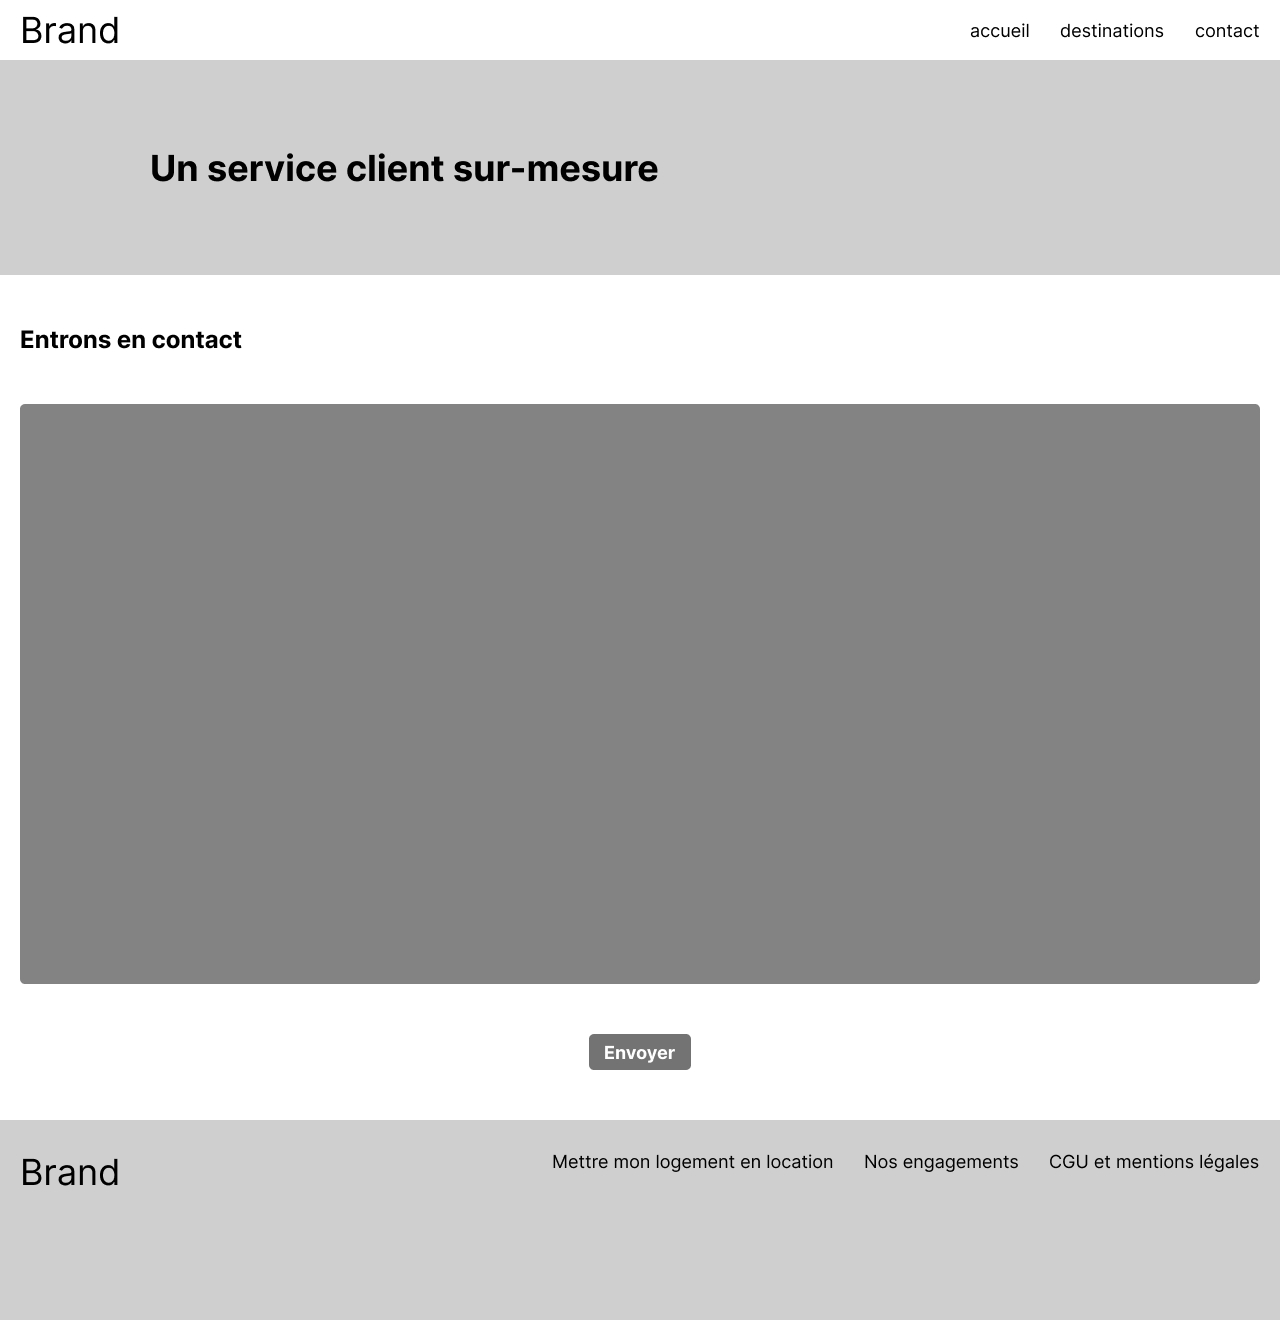 Brand
accueil destinations contact
Un service client sur-mesure
Entrons en contact
Envoyer
Brand
Mettre mon logement en location Nos engagements CGU et mentions légales